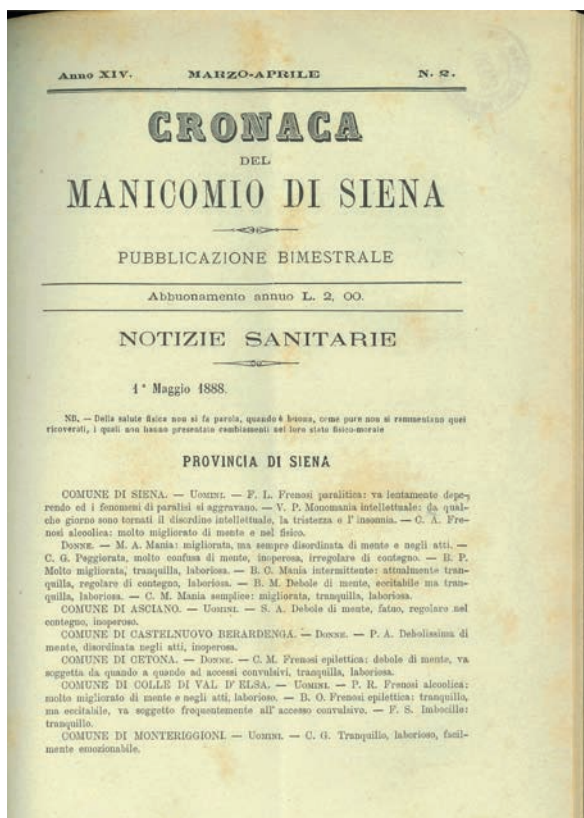 Anno XIV. MARZO-APRILE N. 2.
CRONACA
DEL
MANICOMIO DI SIENA
PUBBLICAZIONE BIMESTRALE
Abbuonamento annuo L. 2, 00.
NOTIZIE SANITARIE
1° Maggio 1888.
NB. — Della salute fisica non si fa parola, quando è buona, come pure non si rammentano quei
ricoverati, i quali non hanno presentato cambiamenti nel loro stato fisico-morale
PROVINCIA DI SIENA
COMUNE DI SIENA. — UOMINI. — F. L. Frenosi paralitica: va lentamente depe-
rendo ed i fenomeni di paralisi si aggravano. — V. P. Monomania intellettuale: da qual-
che giorno sono tornati il disordine intellettuale, la tristezza e l' insonnia. — C. A. Fre-
nosi alcoolica: molto migliorato di mente e nel fisico.
DONNE. — M. A. Mania: migliorata, ma sempre disordinata di mente e negli atti. —
C. G. Peggiorata, molto confusa di mente, inoperosa, irregolare di contegno. — B. P.
Molto migliorata, tranquilla, laboriosa. — B. C. Mania intermittente: attualmente tran-
quilla, regolare di contegno, laboriosa. — B. M. Debole di mente, eccitabile ma tran-
quilla, laboriosa. — C. M. Mania semplice: migliorata, tranquilla, laboriosa.
COMUNE DI ASCIANO. — UOMINI. — S. A. Debole di mente, fatuo, regolare nel
contegno, inoperoso.
COMUNE DI CASTELNUOVO BERARDENGA. — DONNE. — P. A. Debolissima di
mente, disordinata negli atti, inoperosa.
COMUNE DI CETONA. — DONNE. — C. M. Frenosi epilettica: debole di mente, va
soggetta da quando a quando ad accessi convulsivi, tranquilla, laboriosa.
COMUNE DI COLLE DI VAL D' ELSA. — UOMINI. — P. R. Frenosi alcoolica:
molto migliorato di mente e negli atti, laborioso. — B. O. Frenosi epilettica: tranquillo,
ma eccitabile, va soggetto frequentemente all' accesso convulsivo. — F. S. Imbecille:
tranquillo.
COMUNE DI MONTERIGGIONI. — UOMINI. — C. G. Tranquillo, laborioso, facil-
mente emozionabile.